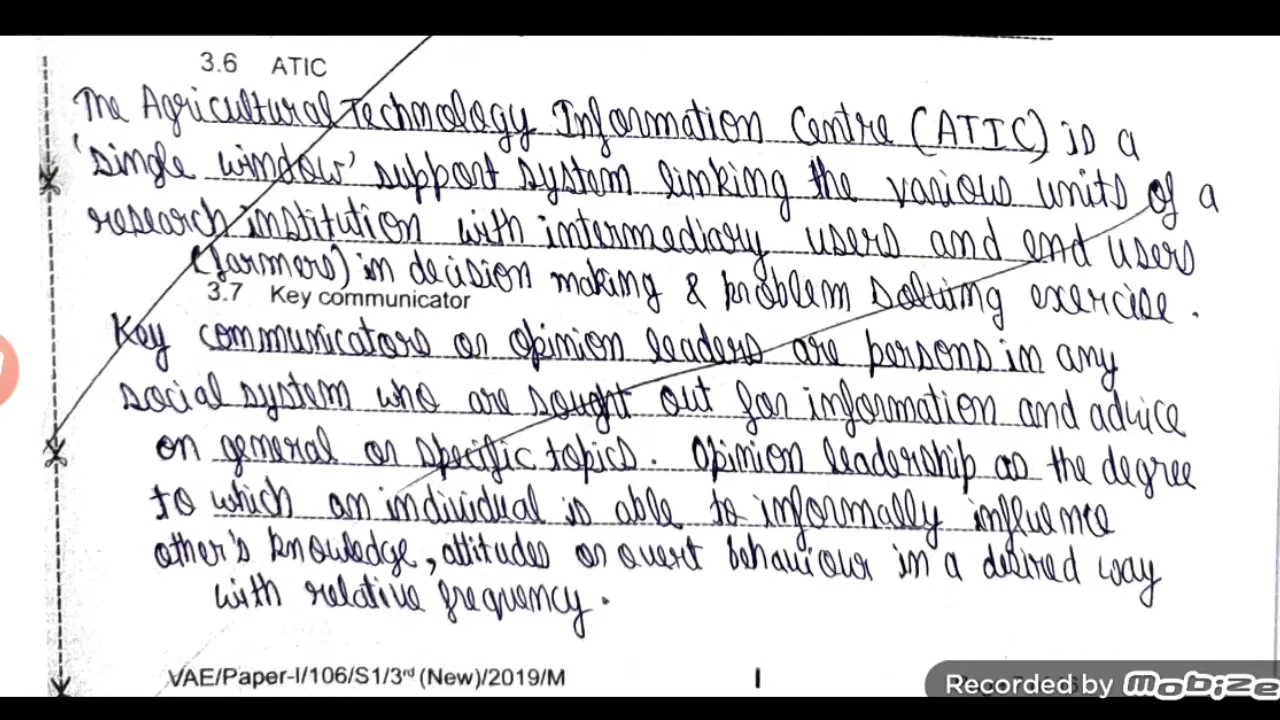 3.6 ATIC
The Agricultural Technology Information Centre (ATIC) is a
'single window' support system linking the various units of a
research institution with intermediary users and end users
(farmers) in decision making & problem solving exercise.
3.7 Key communicator
Key communicators or opinion leaders are persons in any
social system who are sought out for information and advice
on general or specific topics. Opinion leadership as the degree
to which an individual is able to informally influence
other's knowledge, attitudes or overt behaviour in a desired way
with relative frequency.
VAE/Paper-I/106/S1/3rd (New)/2019/M
Recorded by Mobize